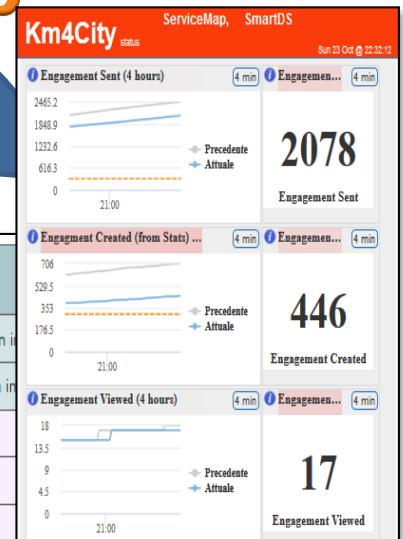 Km4City status
ServiceMap, SmartDS
Sun 23 Oct @ 22:32:12
Engagement Sent (4 hours)
4 min
Engagemen...
4 min
2465.2
1848.9
1232.6
616.3
0
21:00
Precedente
Attuale
2078
Engagement Sent
Engagment Created (from Stats) ...
4 min
Engagemen...
4 min
706
529.5
353
176.5
0
21:00
Precedente
Attuale
446
Engagement Created
Engagement Viewed (4 hours)
4 min
Engagemen...
4 min
18
13.5
9
4.5
0
21:00
Precedente
Attuale
17
Engagement Viewed